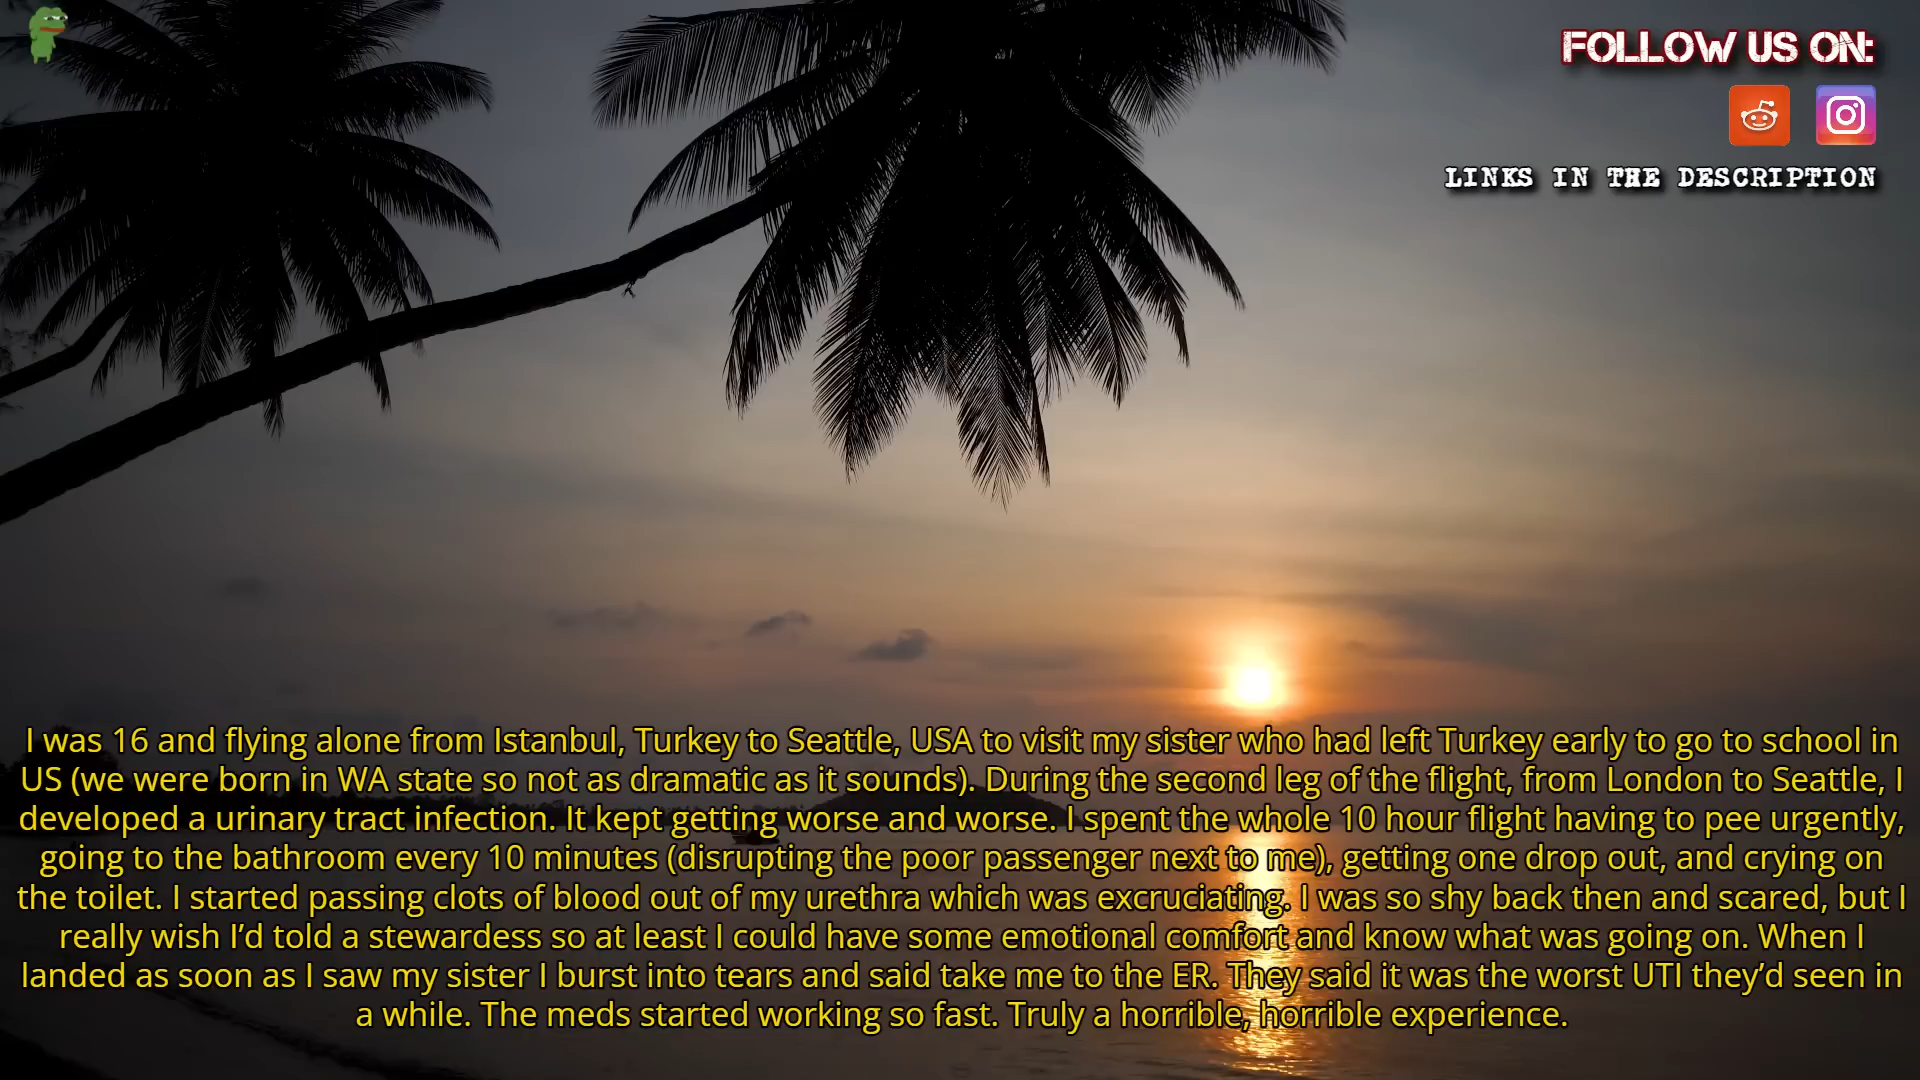 FOLLOW US ON:
LINKS IN THE DESCRIPTION
I was 16 and flying alone from Istanbul, Turkey to Seattle, USA to visit my sister who had left Turkey early to go to school in
US (we were born in WA state so not as dramatic as it sounds). During the second leg of the flight, from London to Seattle, I
developed a urinary tract infection. It kept getting worse and worse. I spent the whole 10 hour flight having to pee urgently,
going to the bathroom every 10 minutes (disrupting the poor passenger next to me), getting one drop out, and crying on
the toilet. I started passing clots of blood out of my urethra which was excruciating. I was so shy back then and scared, but I
really wish I’d told a stewardess so at least I could have some emotional comfort and know what was going on. When I
landed as soon as I saw my sister I burst into tears and said take me to the ER. They said it was the worst UTI they’d seen in
a while. The meds started working so fast. Truly a horrible, horrible experience.